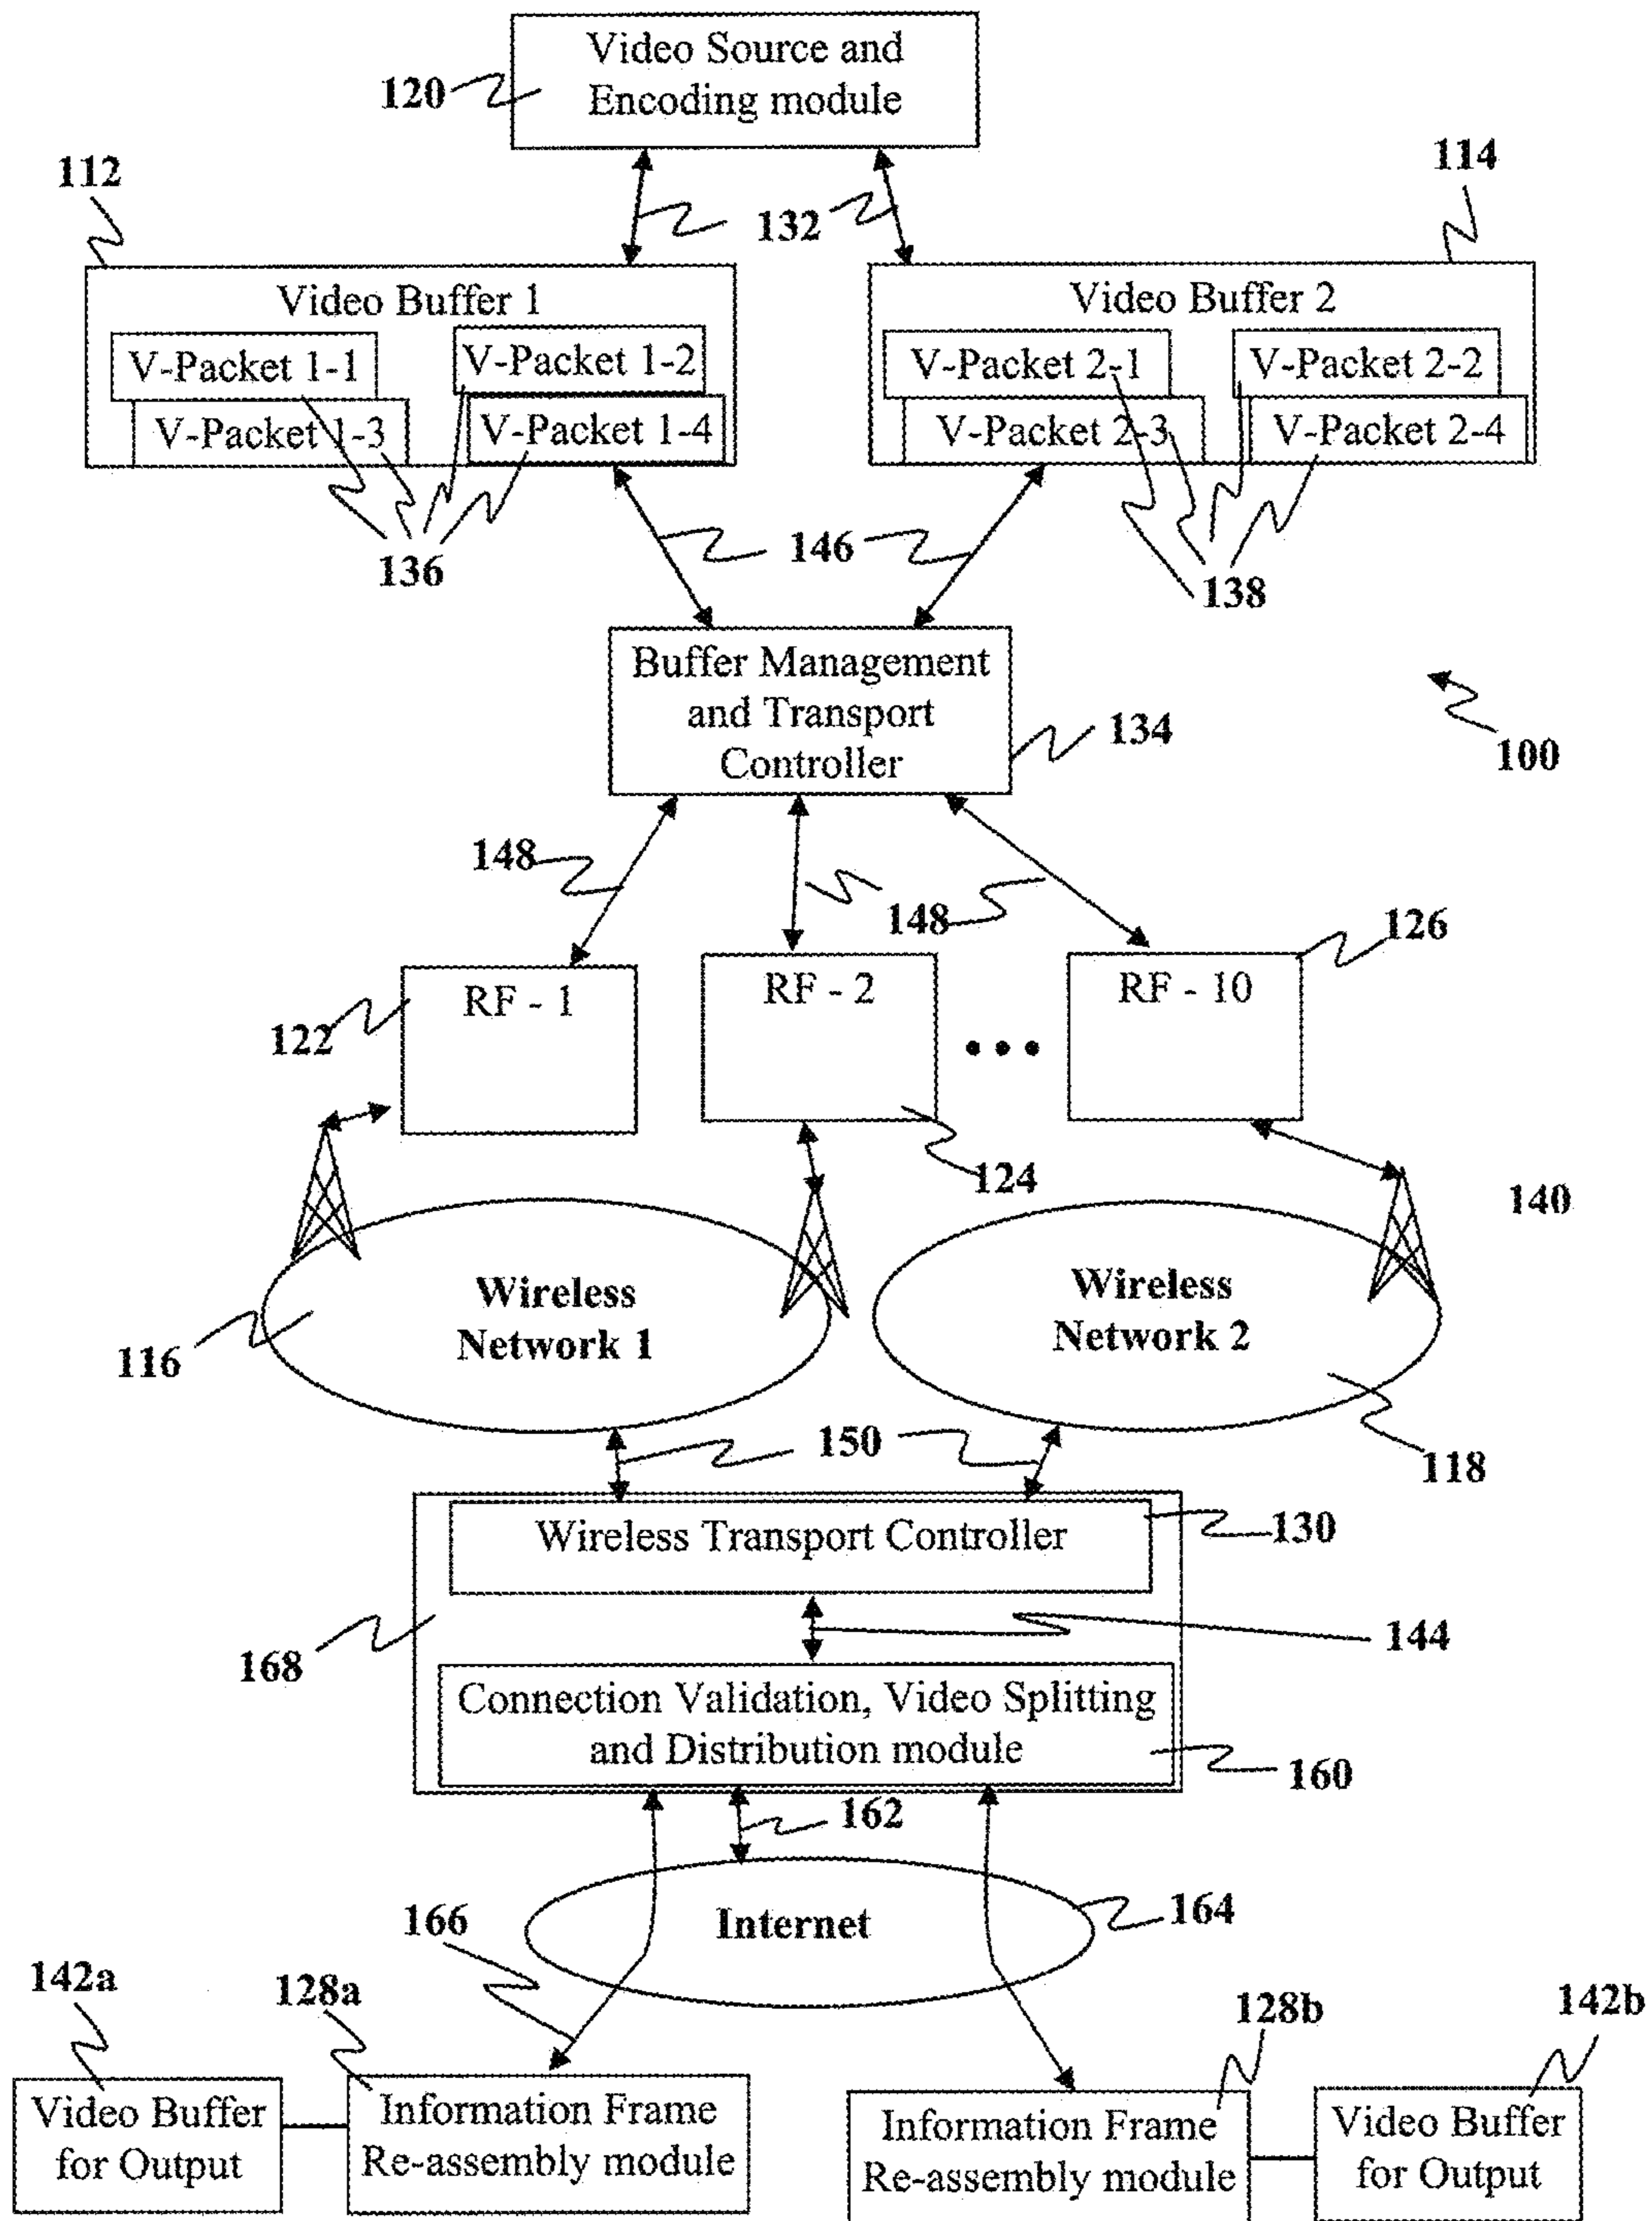 Video Source and
Encoding module
120
112
114
132
Video Buffer 1
V-Packet 1-1
V-Packet 1-2
V-Packet 1-3
V-Packet 1-4
Video Buffer 2
V-Packet 2-1
V-Packet 2-2
V-Packet 2-3
V-Packet 2-4
136
146
138
Buffer Management
and Transport
Controller
134
100
148
148
126
RF - 1
RF - 2
RF - 10
122
124
140
Wireless
Network 1
Wireless
Network 2
116
150
118
Wireless Transport Controller
130
144
168
Connection Validation, Video Splitting
and Distribution module
160
162
Internet
164
166
142a
128a
128b
142b
Video Buffer
for Output
Information Frame
Re-assembly module
Information Frame
Re-assembly module
Video Buffer
for Output